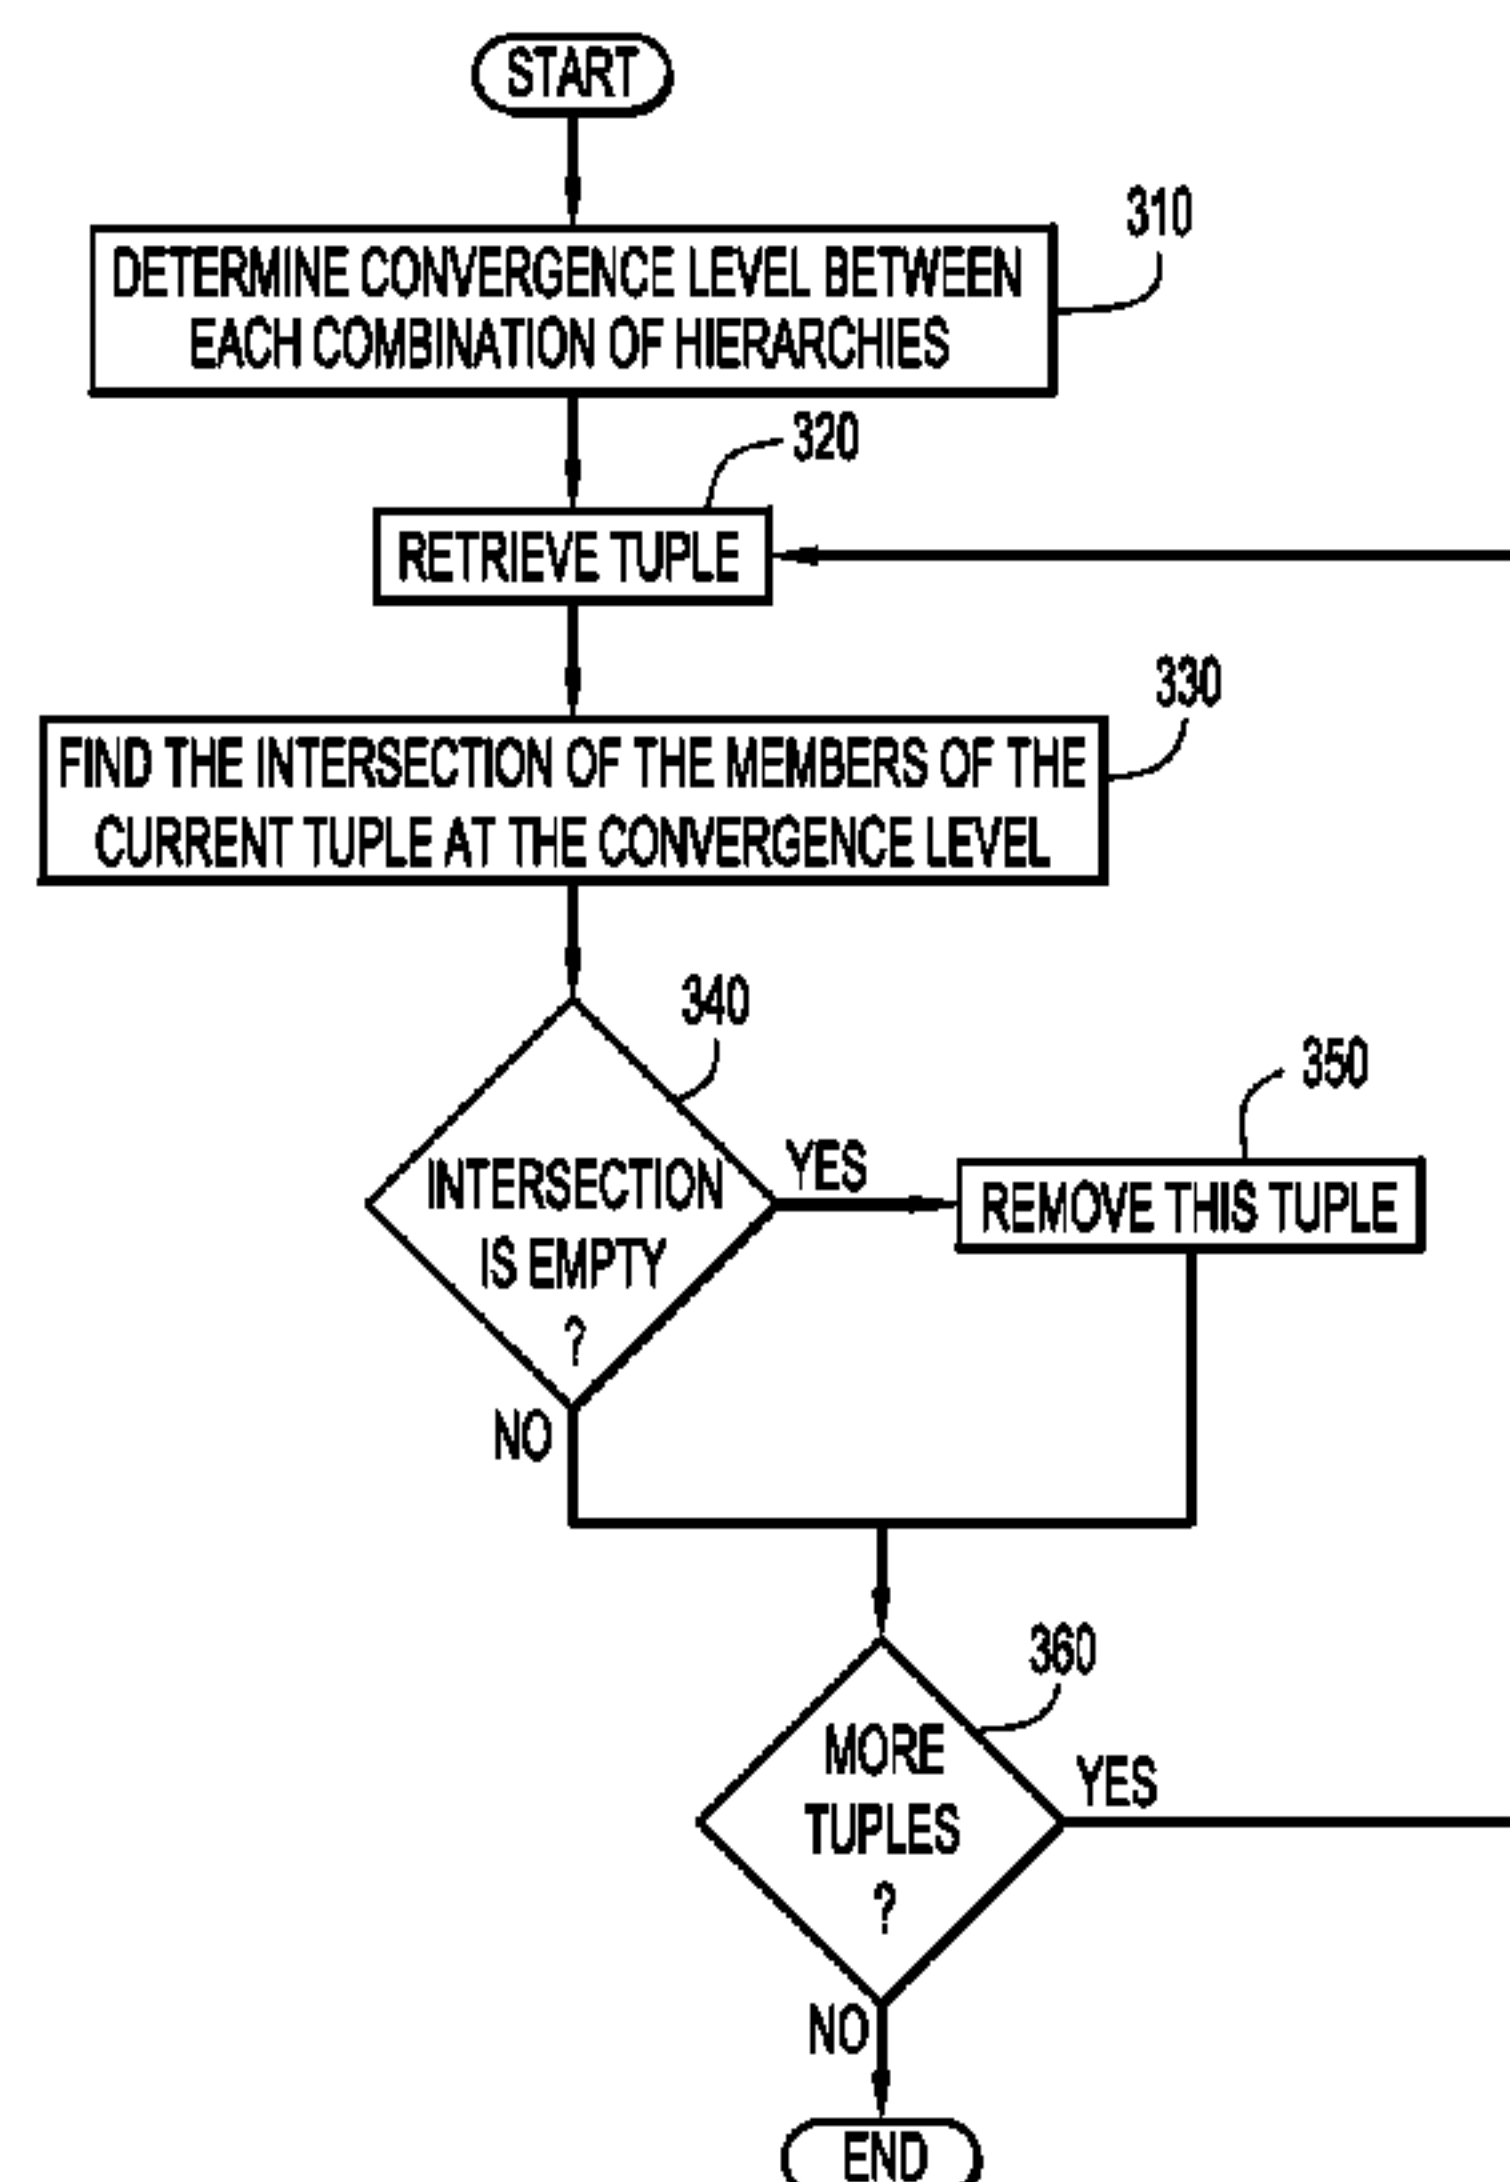 START
310
DETERMINE CONVERGENCE LEVEL BETWEEN
EACH COMBINATION OF HIERARCHIES
320
RETRIEVE TUPLE
330
FIND THE INTERSECTION OF THE MEMBERS OF THE
CURRENT TUPLE AT THE CONVERGENCE LEVEL
340
350
INTERSECTION
IS EMPTY
?
YES
REMOVE THIS TUPLE
NO
360
MORE
TUPLES
?
YES
NO
END